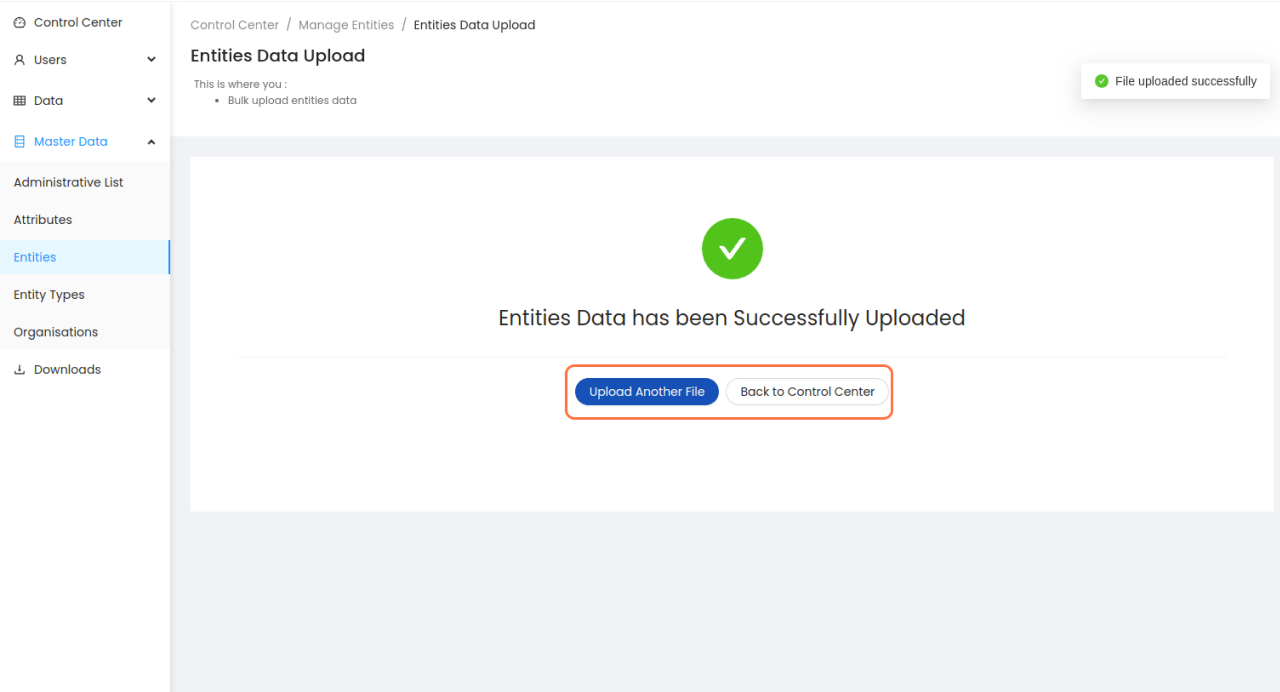 Control Center
Users
Data
Master Data
Administrative List
Attributes
Entities
Entity Types
Organisations
Downloads
Control Center / Manage Entities / Entities Data Upload
Entities Data Upload
This is where you :
• Bulk upload entities data
File uploaded successfully
Entities Data has been Successfully Uploaded
Upload Another File Back to Control Center